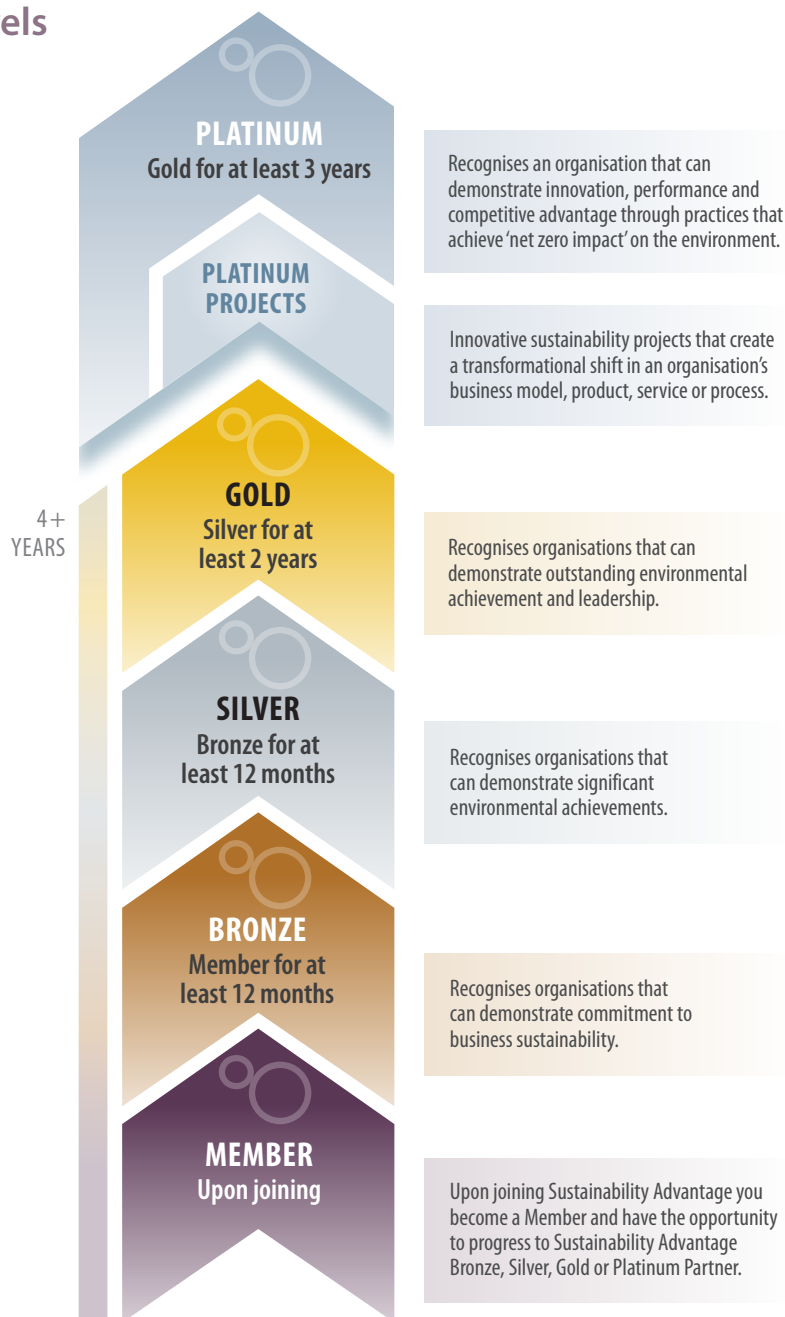 PLATINUM
Gold for at least 3 years
Recognises an organisation that can
demonstrate innovation, performance and
competitive advantage through practices that
achieve ‘net zero impact’ on the environment.
PLATINUM
PROJECTS
Innovative sustainability projects that create
a transformational shift in an organisation’s
business model, product, service or process.
4+
YEARS
GOLD
Silver for at
least 2 years
Recognises organisations that can
demonstrate outstanding environmental
achievement and leadership.
SILVER
Bronze for at
least 12 months
Recognises organisations that
can demonstrate significant
environmental achievements.
BRONZE
Member for at
least 12 months
Recognises organisations that
can demonstrate commitment to
business sustainability.
MEMBER
Upon joining
Upon joining Sustainability Advantage you
become a Member and have the opportunity
to progress to Sustainability Advantage
Bronze, Silver, Gold or Platinum Partner.